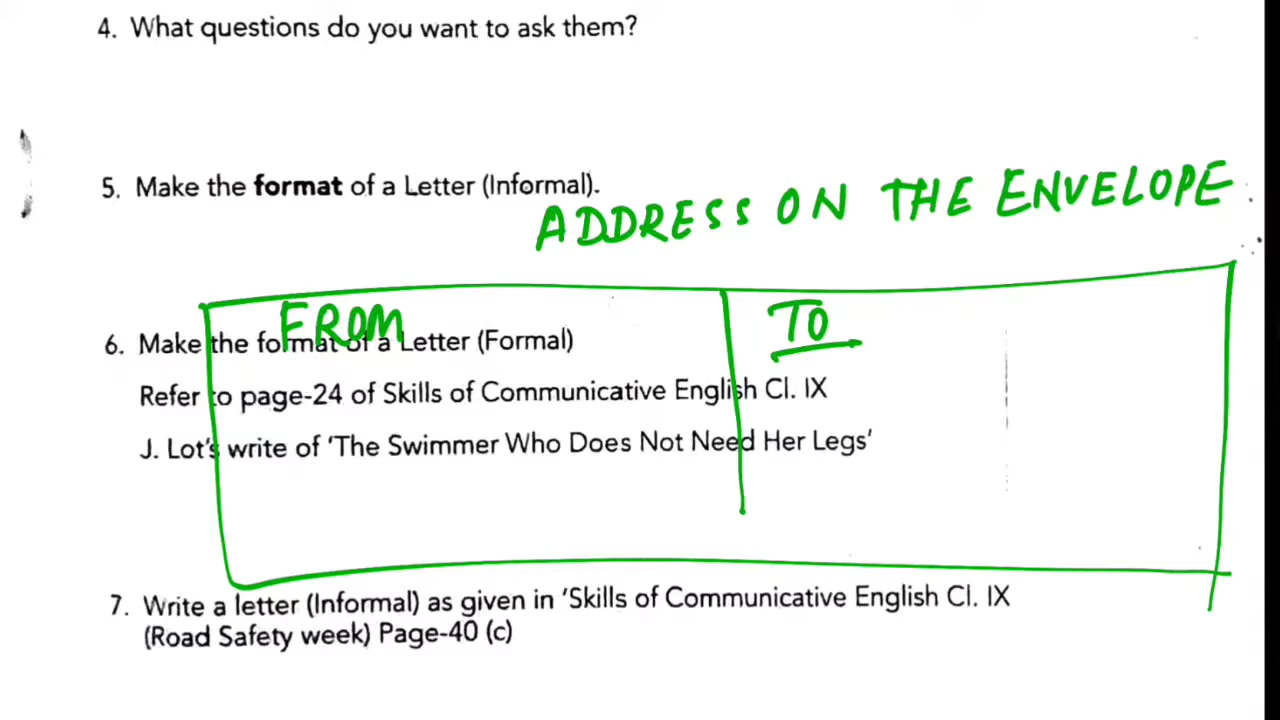 4. What questions do you want to ask them?
5. Make the format of a Letter (Informal).
ADDRESS ON THE ENVELOPE
FROM
TO
6. Make the format of a Letter (Formal)
Refer to page-24 of Skills of Communicative English Cl. IX
J. Lot's write of 'The Swimmer Who Does Not Need Her Legs'
7. Write a letter (Informal) as given in 'Skills of Communicative English Cl. IX
(Road Safety week) Page-40 (c)